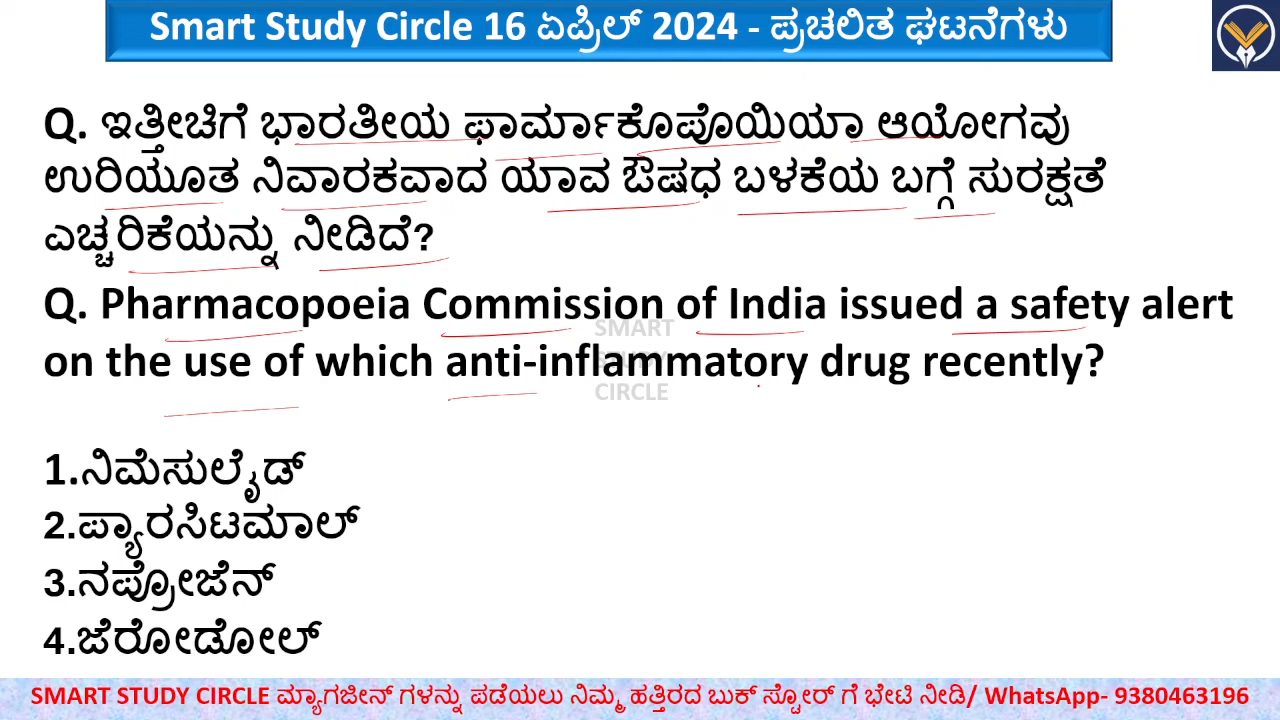 Smart Study Circle 16 ಏಪ್ರಿಲ್ 2024 - ಪ್ರಚಲಿತ ಘಟನೆಗಳು
Q. ಇತ್ತೀಚಿಗೆ ಭಾರತೀಯ ಫಾರ್ಮಾಕೊಪೊಯಿಯಾ ಆಯೋಗವು
ಉರಿಯೂತ ನಿವಾರಕವಾದ ಯಾವ ಔಷಧ ಬಳಕೆಯ ಬಗ್ಗೆ ಸುರಕ್ಷತೆ
ಎಚ್ಚರಿಕೆಯನ್ನು ನೀಡಿದೆ?
Q. Pharmacopoeia Commission of India issued a safety alert
on the use of which anti-inflammatory drug recently?
SMART
STUDY
CIRCLE
1.ನಿಮೆಸುಲೈಡ್
2.ಪ್ಯಾರಸಿಟಮಾಲ್
3.ನಪ್ರೋಜೆನ್
4.ಜೆರೋಡೋಲ್
SMART STUDY CIRCLE ಮ್ಯಾಗಜೀನ್ ಗಳನ್ನು ಪಡೆಯಲು ನಿಮ್ಮ ಹತ್ತಿರದ ಬುಕ್ ಸ್ಟೋರ್ ಗೆ ಭೇಟಿ ನೀಡಿ/ WhatsApp- 9380463196